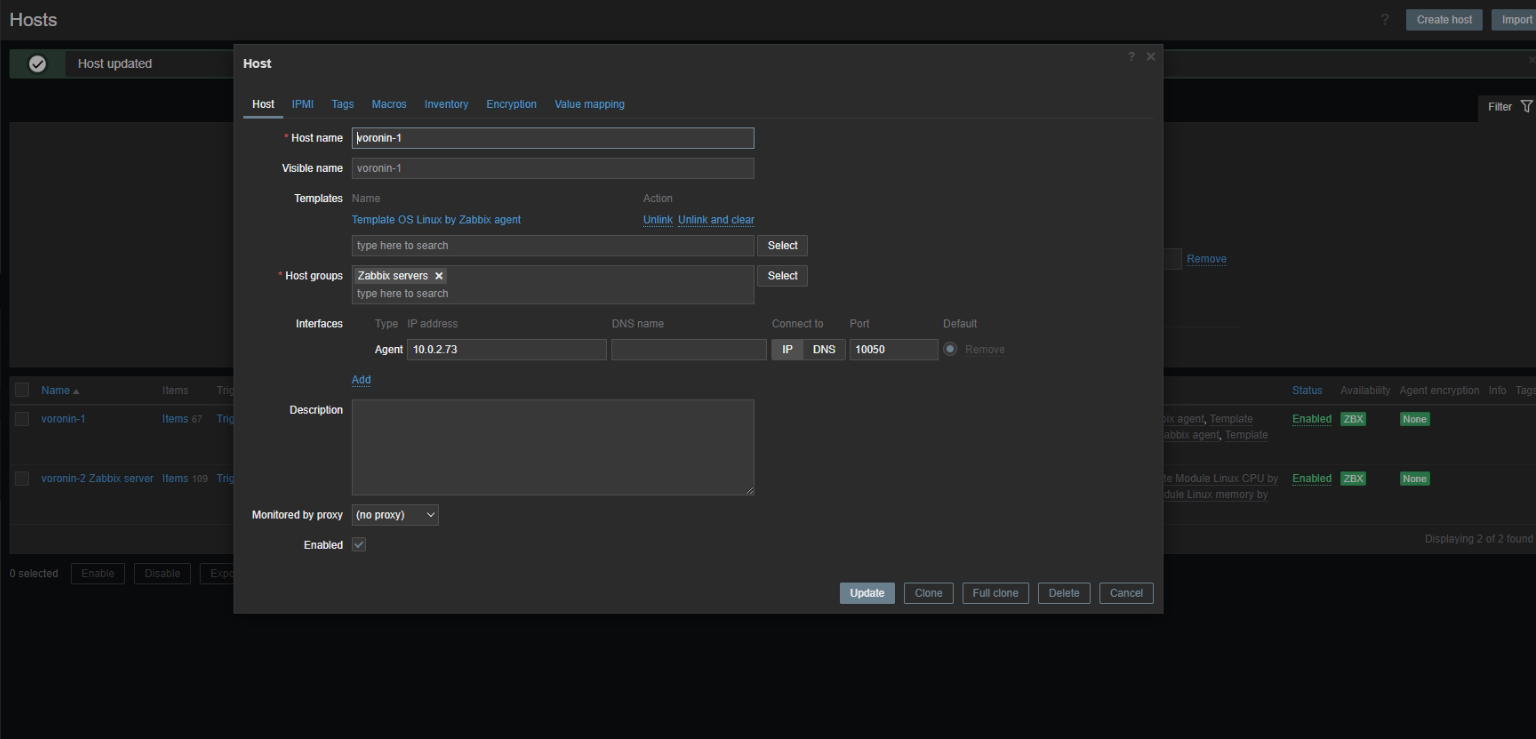 Hosts
? Create host Import
Host updated
Host ?
Host IPMI Tags Macros Inventory Encryption Value mapping
Filter
* Host name voronin-1
Visible name voronin-1
Templates Name Action
Template OS Linux by Zabbix agent Unlink Unlink and clear
type here to search Select
* Host groups Zabbix servers Select
type here to search
Remove
Interfaces Type IP address DNS name Connect to Port Default
Agent 10.0.2.73 IP DNS 10050 Remove
Add
Description
Monitored by proxy (no proxy)
Enabled
Update Clone Full clone Delete Cancel
Name Items Trig Status Availability Agent encryption Info Tags
voronin-1 Items 67 Trig bix agent, Template Enabled ZBX None
abbix agent, Template
voronin-2 Zabbix server Items 109 Trig te Module Linux CPU by Enabled ZBX None
dule Linux memory by
Displaying 2 of 2 found
0 selected Enable Disable Expo